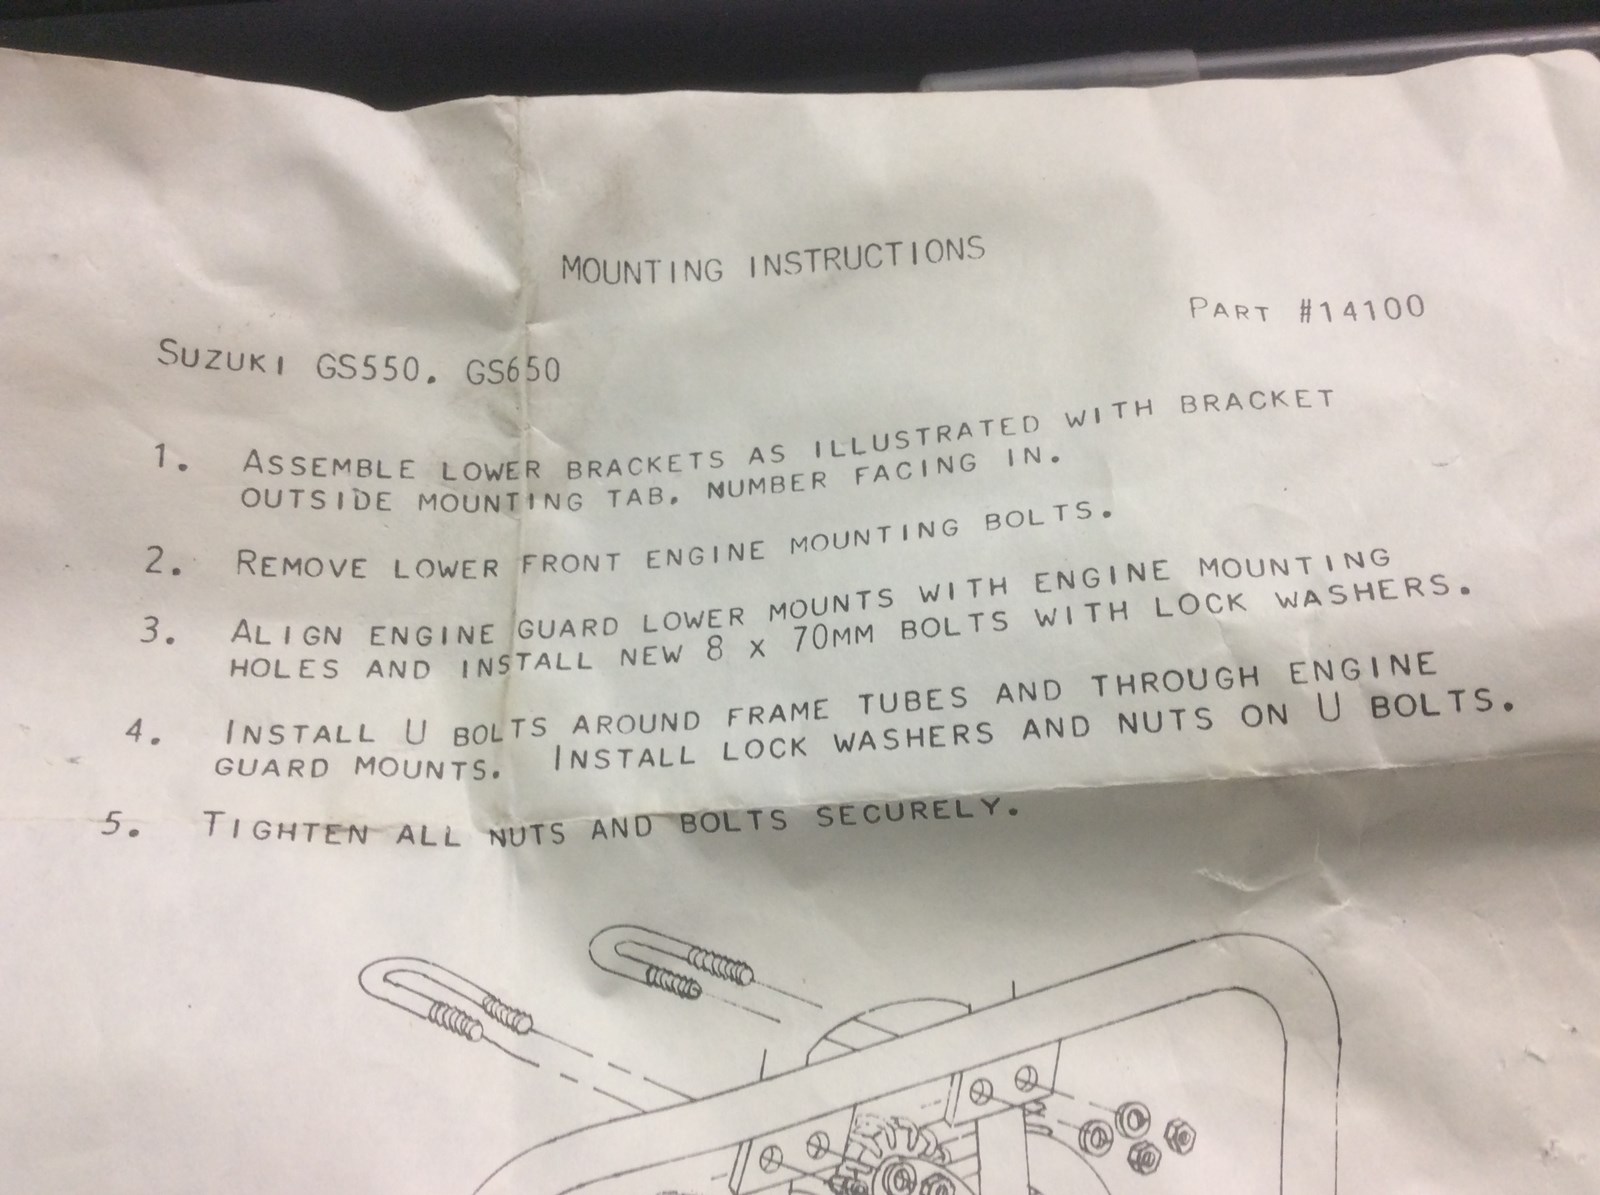 MOUNTING INSTRUCTIONS
PART #14100
SUZUKI GS550. GS650
1. ASSEMBLE LOWER BRACKETS AS ILLUSTRATED WITH BRACKET
OUTSIDE MOUNTING TAB. NUMBER FACING IN.
2. REMOVE LOWER FRONT ENGINE MOUNTING BOLTS.
3. ALIGN ENGINE GUARD LOWER MOUNTS WITH ENGINE MOUNTING
HOLES AND INSTALL NEW 8 X 70MM BOLTS WITH LOCK WASHERS.
4. INSTALL U BOLTS AROUND FRAME TUBES AND THROUGH ENGINE
GUARD MOUNTS. INSTALL LOCK WASHERS AND NUTS ON U BOLTS.
5. TIGHTEN ALL NUTS AND BOLTS SECURELY.